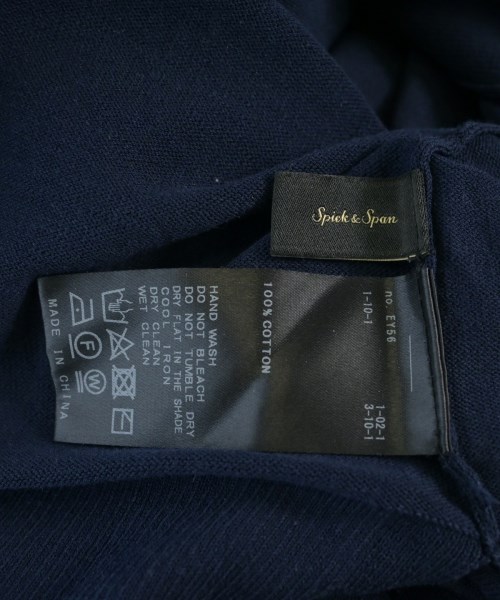 Spick & Span
no. EY56
1-10-1
1-02-1
3-10-1
100% COTTON
HAND WASH
DO NOT BLEACH
DO NOT TUMBLE DRY
DRY FLAT IN THE SHADE
COOL IRON
DRY CLEAN
WET CLEAN
F
W
MADE IN CHINA